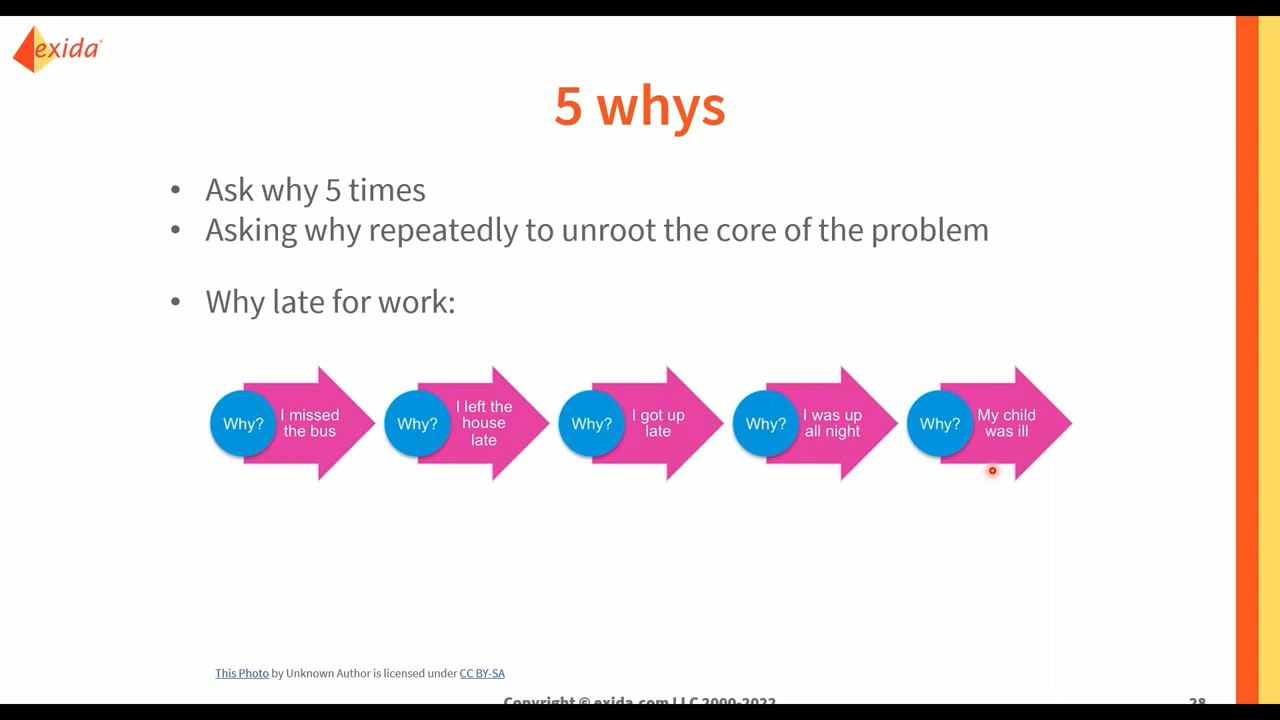 exida®
5 whys
• Ask why 5 times
• Asking why repeatedly to unroot the core of the problem
• Why late for work:
Why?
I missed
the bus
Why?
I left the
house
late
Why?
I got up
late
Why?
I was up
all night
Why?
My child
was ill
This Photo by Unknown Author is licensed under CC BY-SA
Copyright © exida.com LLC 2000-2022
28